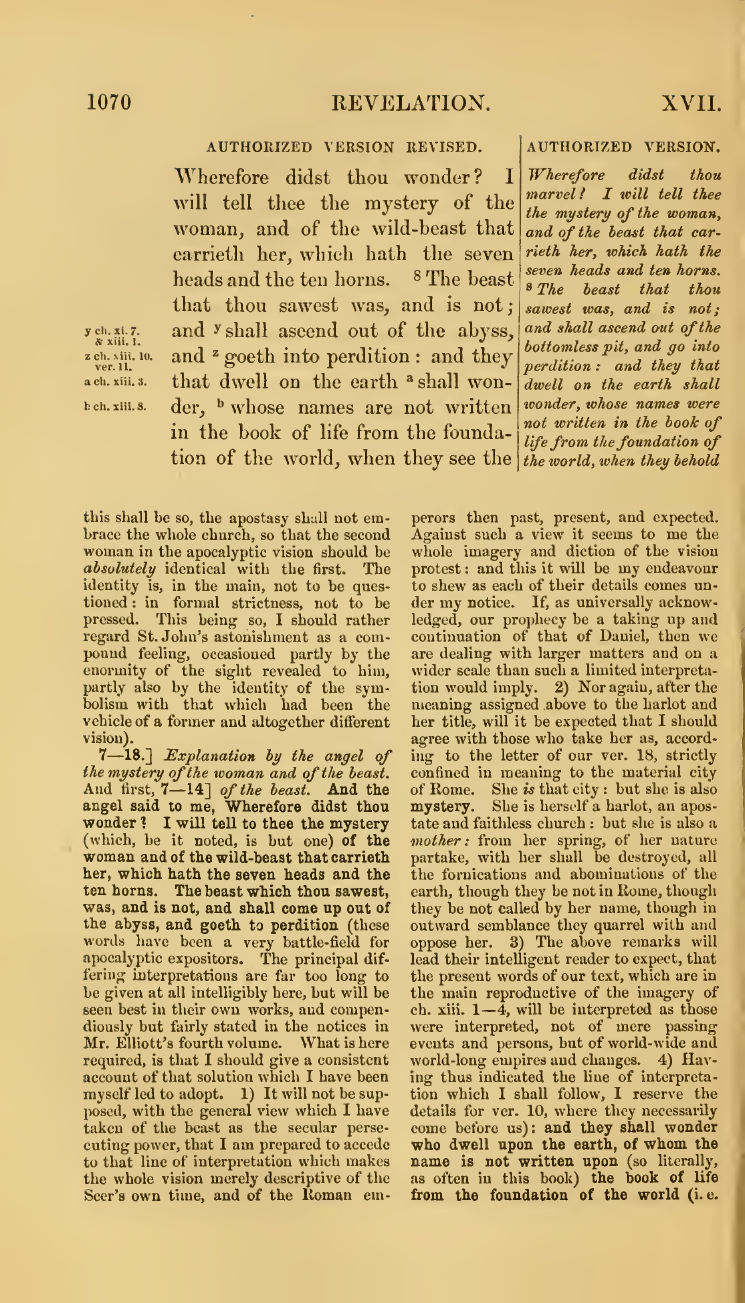 1070 REVELATION. XVII.
AUTHORIZED VERSION REVISED.
Wherefore didst thou wonder? I
will tell thee the mystery of the
woman, and of the wild-beast that
carrieth her, which hath the seven
heads and the ten horns. 8 The beast
that thou sawest was, and is not;
and y shall ascend out of the abyss,
and z goeth into perdition: and they
that dwell on the earth a shall won-
der, b whose names are not written
in the book of life from the founda-
tion of the world, when they see the
y ch. xi. 7.
& xiii. 1.
z ch. xiii. 10.
ver. 11.
a ch. xiii. 3.
b ch. xiii. 8.
AUTHORIZED VERSION.
Wherefore didst thou
marvel? I will tell thee
the mystery of the woman,
and of the beast that car-
rieth her, which hath the
seven heads and ten horns.
8 The beast that thou
sawest was, and is not;
and shall ascend out of the
bottomless pit, and go into
perdition: and they that
dwell on the earth shall
wonder, whose names were
not written in the book of
life from the foundation of
the world, when they behold
this shall be so, the apostasy shall not em-
brace the whole church, so that the second
woman in the apocalyptic vision should be
absolutely identical with the first. The
identity is, in the main, not to be ques-
tioned: in formal strictness, not to be
pressed. This being so, I should rather
regard St. John's astonishment as a com-
pound feeling, occasioned partly by the
enormity of the sight revealed to him,
partly also by the identity of the sym-
bolism with that which had been the
vehicle of a former and altogether different
vision).
7—18.] Explanation by the angel of
the mystery of the woman and of the beast.
And first, 7—14] of the beast. And the
angel said to me, Wherefore didst thou
wonder? I will tell to thee the mystery
(which, be it noted, is but one) of the
woman and of the wild-beast that carrieth
her, which hath the seven heads and the
ten horns. The beast which thou sawest,
was, and is not, and shall come up out of
the abyss, and goeth to perdition (these
words have been a very battle-field for
apocalyptic expositors. The principal dif-
fering interpretations are far too long to
be given at all intelligibly here, but will be
seen best in their own works, and compen-
diously but fairly stated in the notices in
Mr. Elliott's fourth volume. What is here
required, is that I should give a consistent
account of that solution which I have been
myself led to adopt. 1) It will not be sup-
posed, with the general view which I have
taken of the beast as the secular perse-
cuting power, that I am prepared to accede
to that line of interpretation which makes
the whole vision merely descriptive of the
Seer's own time, and of the Roman em-
perors then past, present, and expected.
Against such a view it seems to me the
whole imagery and diction of the vision
protest: and this it will be my endeavour
to shew as each of their details comes un-
der my notice. If, as universally acknow-
ledged, our prophecy be a taking up and
continuation of that of Daniel, then we
are dealing with larger matters and on a
wider scale than such a limited interpreta-
tion would imply. 2) Nor again, after the
meaning assigned above to the harlot and
her title, will it be expected that I should
agree with those who take her as, accord-
ing to the letter of our ver. 18, strictly
confined in meaning to the material city
of Rome. She is that city: but she is also
mystery. She is herself a harlot, an apos-
tate and faithless church: but she is also a
mother: from her spring, of her nature
partake, with her shall be destroyed, all
the fornications and abominations of the
earth, though they be not in Rome, though
they be not called by her name, though in
outward semblance they quarrel with and
oppose her. 3) The above remarks will
lead their intelligent reader to expect, that
the present words of our text, which are in
the main reproductive of the imagery of
ch. xiii. 1—4, will be interpreted as those
were interpreted, not of mere passing
events and persons, but of world-wide and
world-long empires and changes. 4) Hav-
ing thus indicated the line of interpreta-
tion which I shall follow, I reserve the
details for ver. 10, where they necessarily
come before us): and they shall wonder
who dwell upon the earth, of whom the
name is not written upon (so literally,
as often in this book) the book of life
from the foundation of the world (i. e.